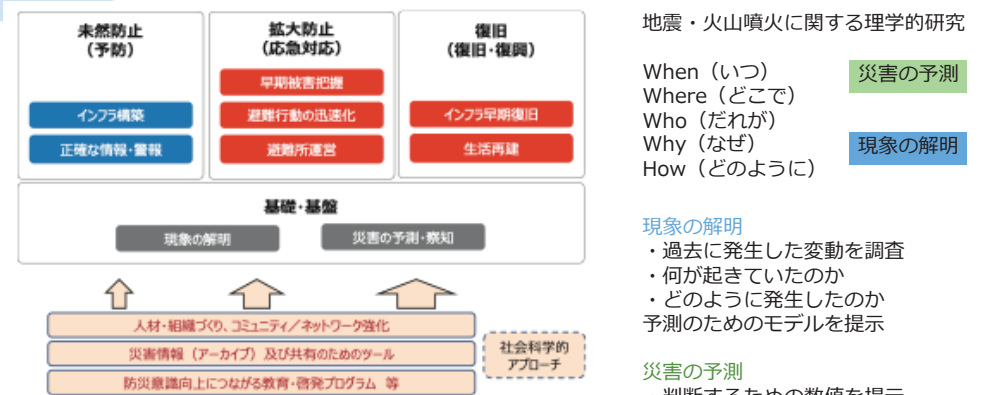 未然防止
(予防)
インフラ構築
正確な情報・警報
拡大防止
(応急対応)
早期被害把握
避難行動の迅速化
避難所運営
復旧
(復旧・復興)
インフラ早期復旧
生活再建
基礎・基盤
現象の解明
災害の予測・察知
人材・組織づくり、コミュニティ／ネットワーク強化
災害情報（アーカイブ）及び共有のためのツール
防災意識向上につながる教育・啓発プログラム 等
社会科学的
アプローチ
地震・火山噴火に関する理学的研究
When（いつ）
Where（どこで）
Who（だれが）
Why（なぜ）
How（どのように）
災害の予測
現象の解明
現象の解明
・過去に発生した変動を調査
・何が起きていたのか
・どのように発生したのか
予測のためのモデルを提示
災害の予測
・判断するための数値を提示